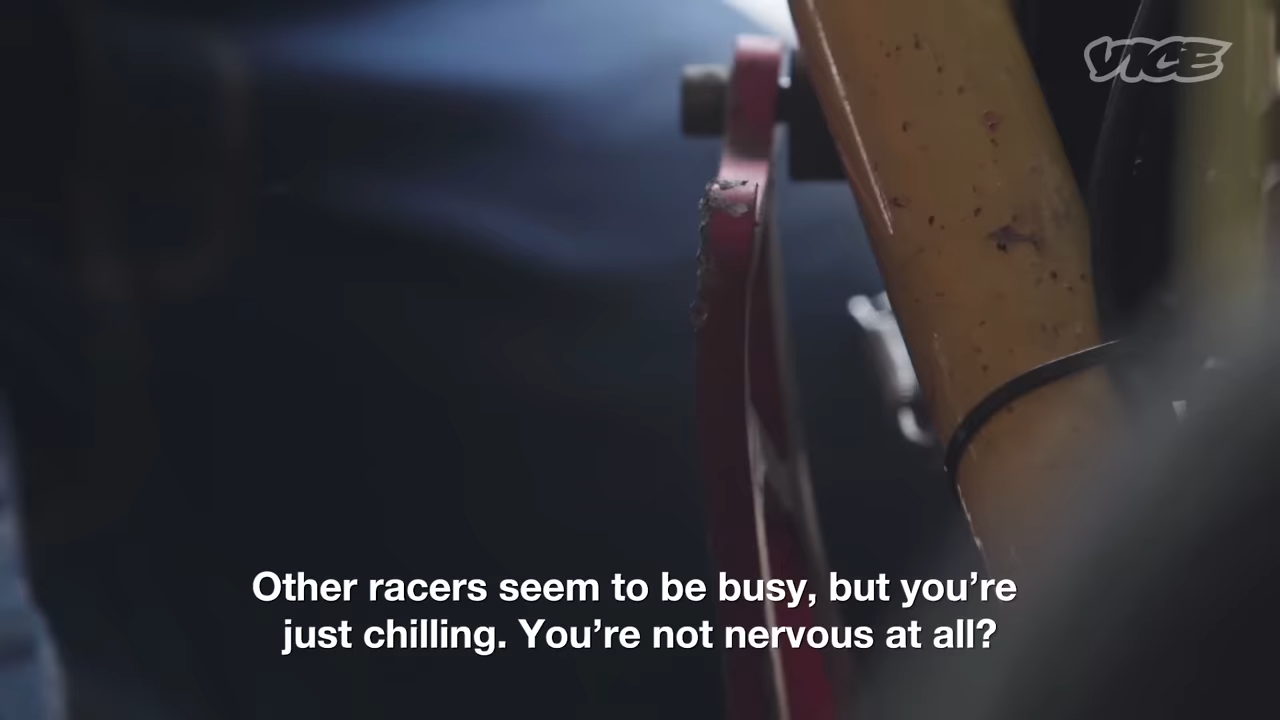 VICE
Other racers seem to be busy, but you're
just chilling. You're not nervous at all?